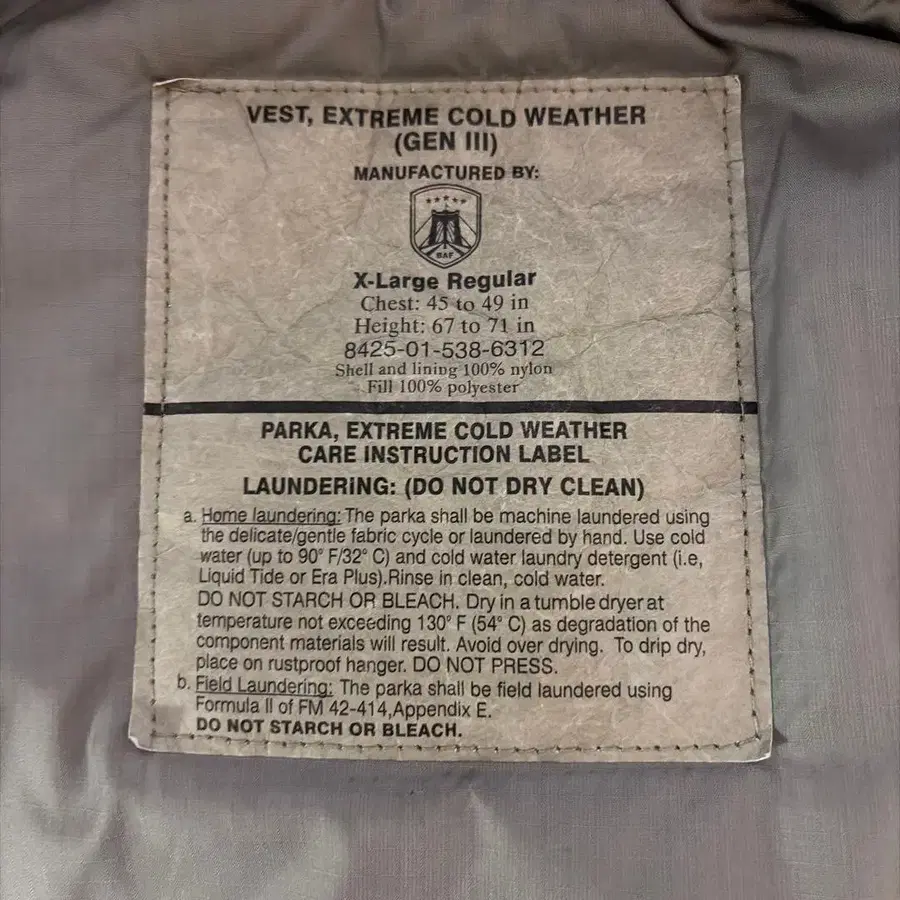 VEST, EXTREME COLD WEATHER
(GEN III)
MANUFACTURED BY:
BAF
X-Large Regular
Chest: 45 to 49 in
Height: 67 to 71 in
8425-01-538-6312
Shell and lining 100% nylon
Fill 100% polyester
PARKA, EXTREME COLD WEATHER
CARE INSTRUCTION LABEL
LAUNDERING: (DO NOT DRY CLEAN)
a. Home laundering: The parka shall be machine laundered using
the delicate/gentle fabric cycle or laundered by hand. Use cold
water (up to 90° F/32° C) and cold water laundry detergent (i.e,
Liquid Tide or Era Plus).Rinse in clean, cold water.
DO NOT STARCH OR BLEACH. Dry in a tumble dryer at
temperature not exceeding 130° F (54° C) as degradation of the
component materials will result. Avoid over drying. To drip dry,
place on rustproof hanger. DO NOT PRESS.
b. Field Laundering: The parka shall be field laundered using
Formula II of FM 42-414,Appendix E.
DO NOT STARCH OR BLEACH.